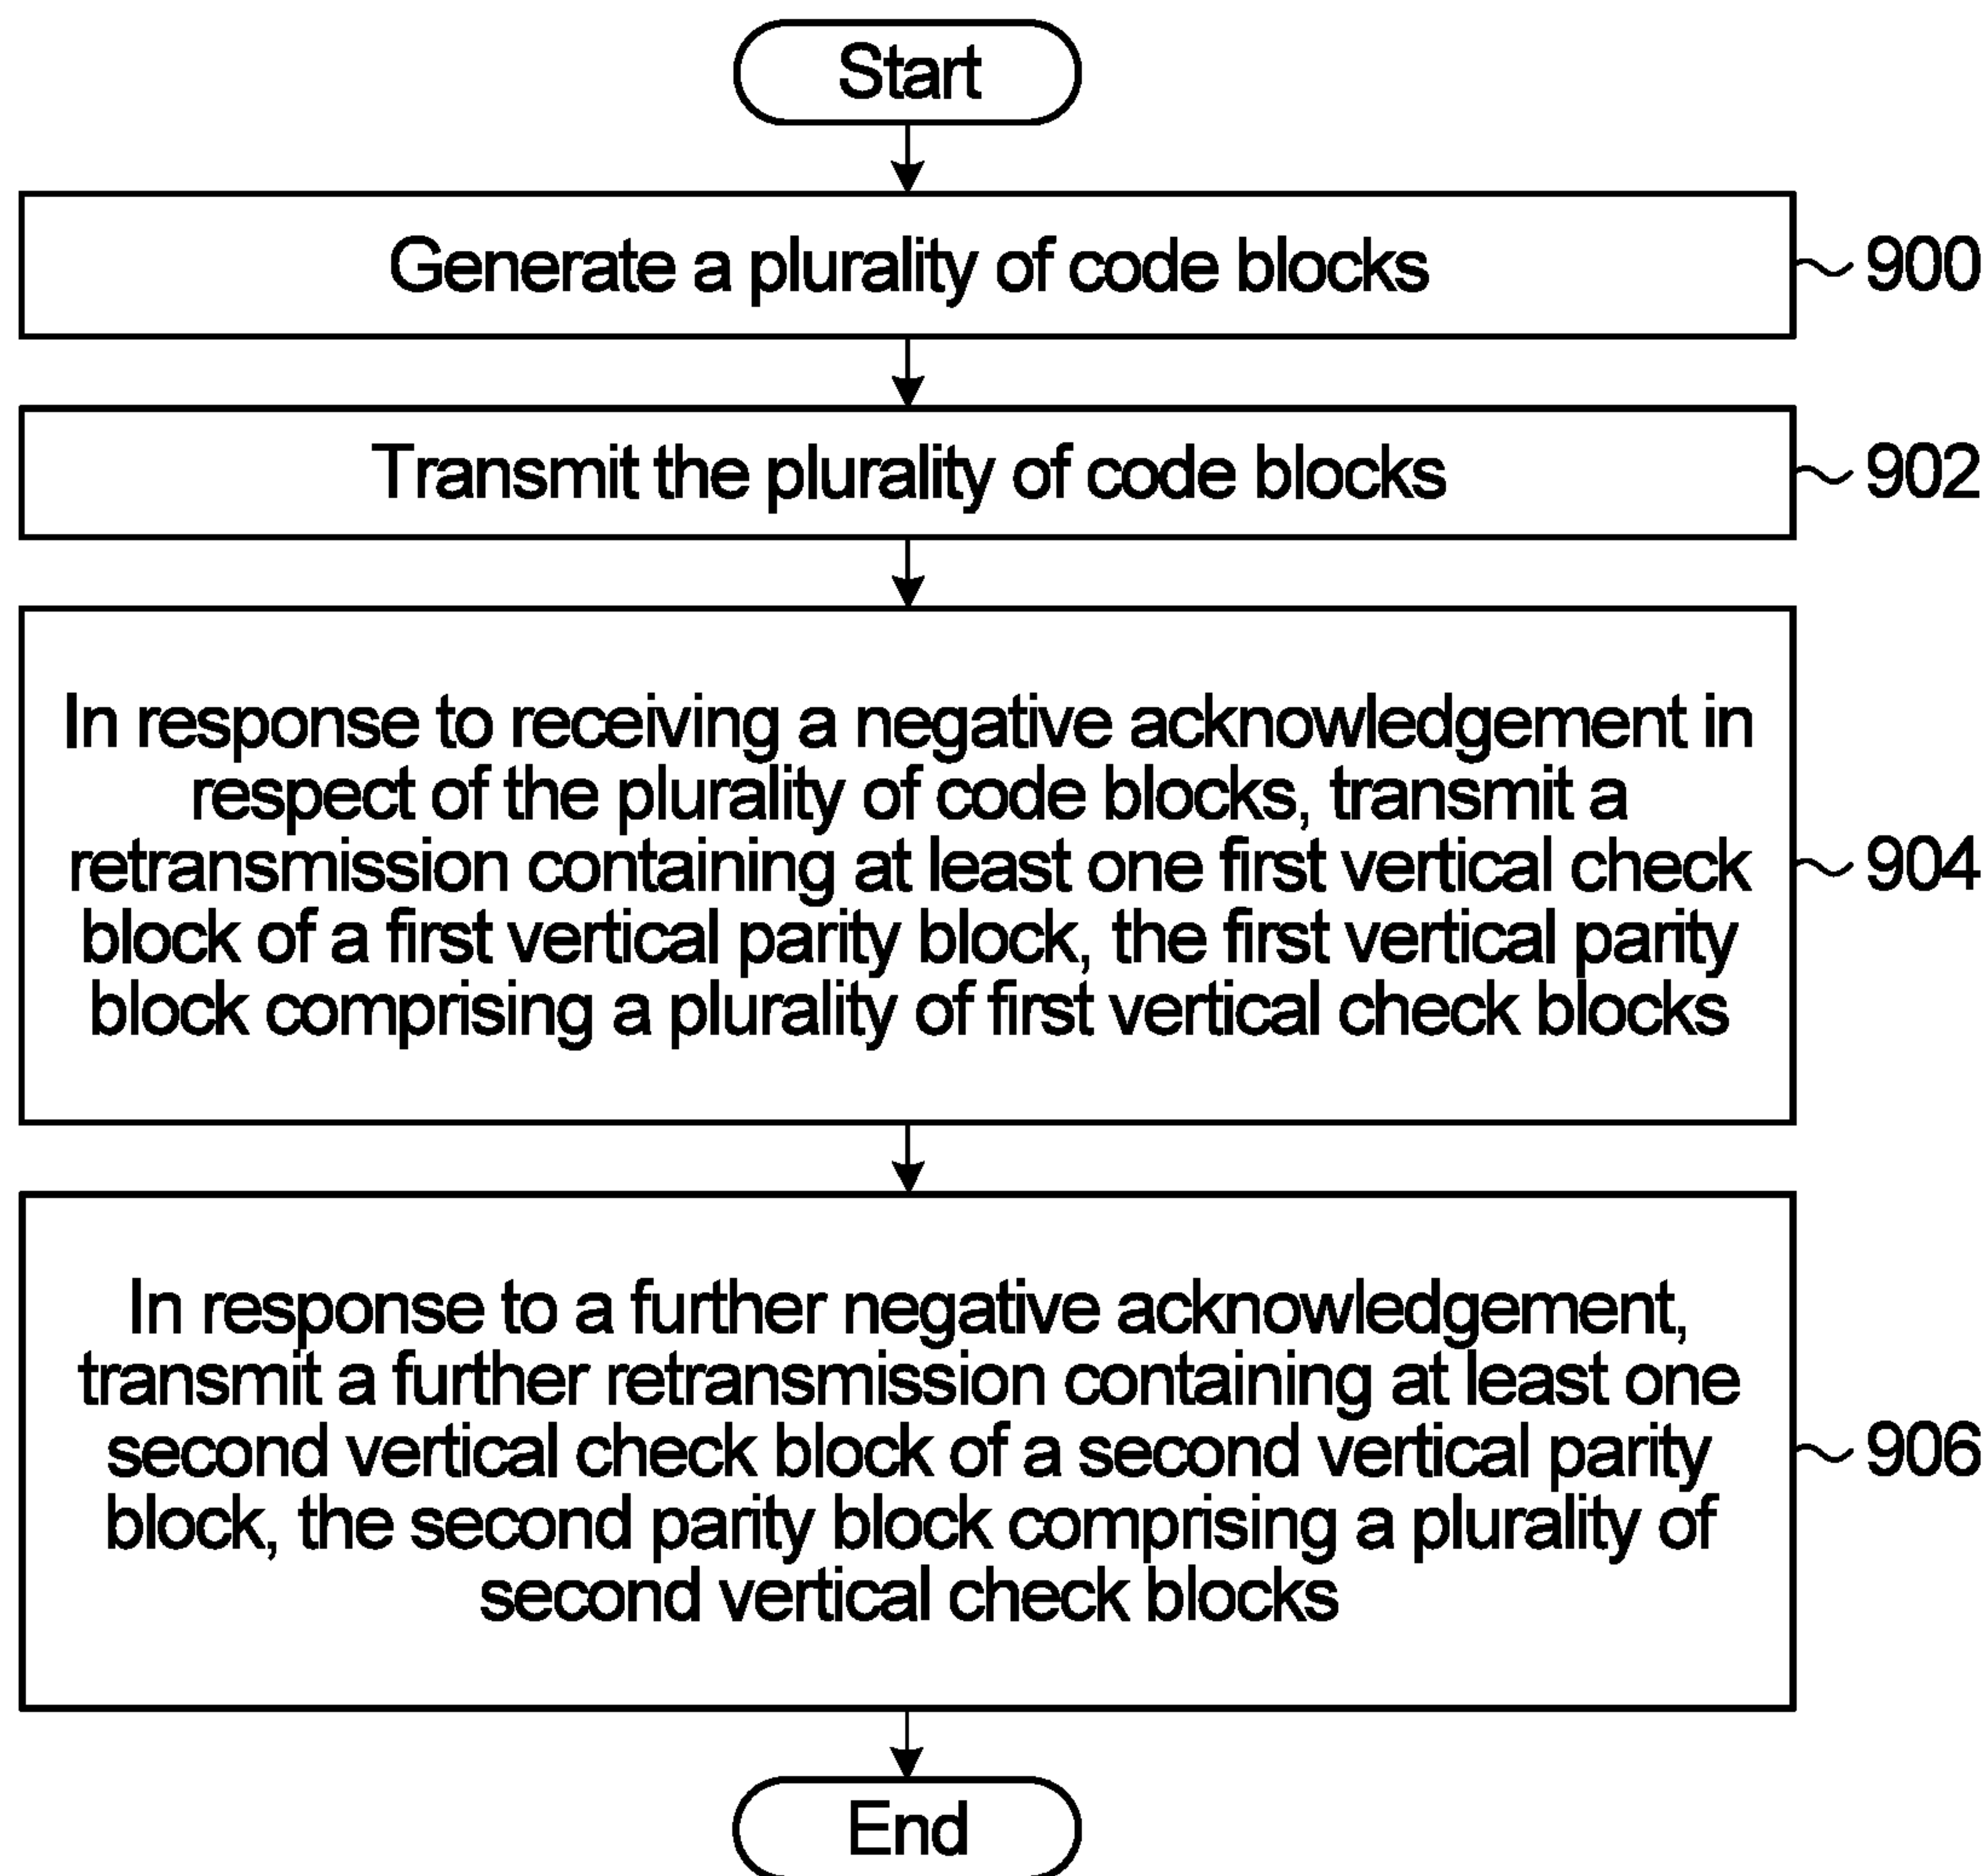 Start
Generate a plurality of code blocks
900
Transmit the plurality of code blocks
902
In response to receiving a negative acknowledgement in
respect of the plurality of code blocks, transmit a
retransmission containing at least one first vertical check
block of a first vertical parity block, the first vertical parity
block comprising a plurality of first vertical check blocks
904
In response to a further negative acknowledgement,
transmit a further retransmission containing at least one
second vertical check block of a second vertical parity
block, the second parity block comprising a plurality of
second vertical check blocks
906
End